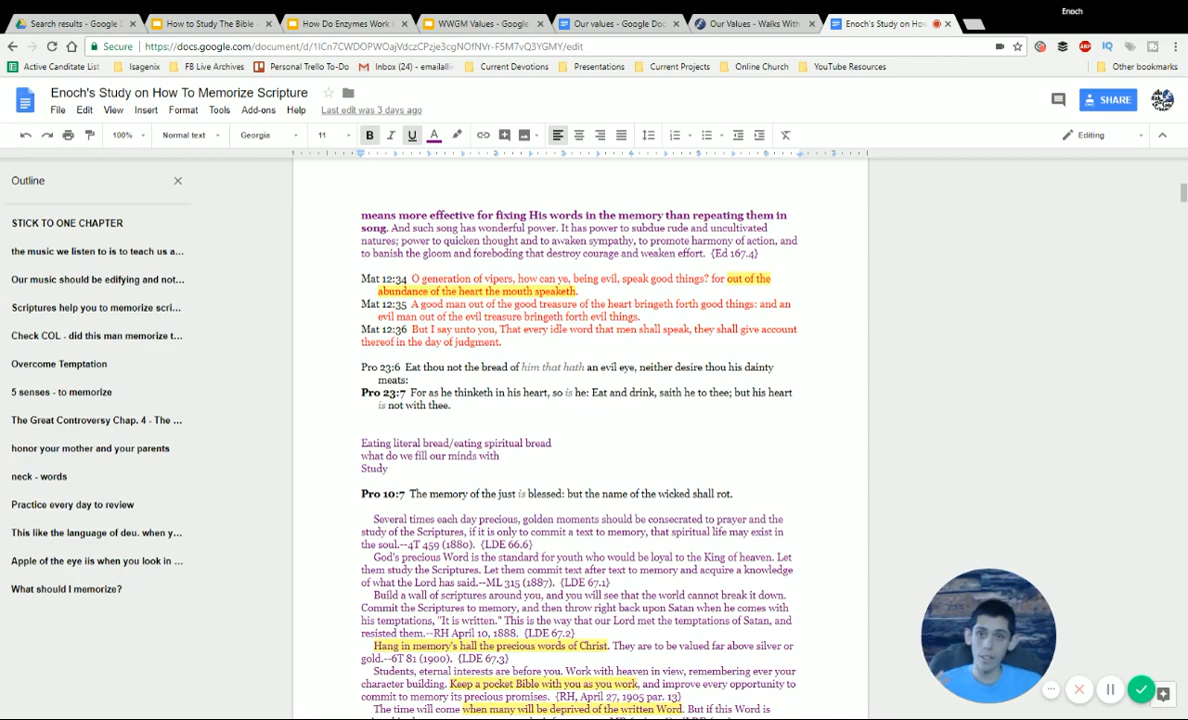 Enoch
Search results - Google D
How to Study The Bible -
How Do Enzymes Work i
WWGM Values - Google
Our values - Google Doc
Our Values - Walks With
Enoch's Study on How
Secure
https://docs.google.com/document/d/1ICn7CWDOPWOajVdczCPzje3cgNOfNVr-F5M7vQ3YGMY/edit
Active Canditate List
Isagenix
FB Live Archives
Personal Trello To-Do
Inbox (24) - emailalli
Current Devotions
Presentations
Current Projects
Online Church
YouTube Resources
Other bookmarks
Enoch's Study on How To Memorize Scripture
File Edit View Insert Format Tools Add-ons Help Last edit was 3 days ago
SHARE
100% Normal text Georgia 11 B I U A Editing
Outline
STICK TO ONE CHAPTER
the music we listen to is to teach us a...
Our music should be edifying and not...
Scriptures help you to memorize scri...
Check COL - did this man memorize t...
Overcome Temptation
5 senses - to memorize
The Great Controversy Chap. 4 - The ...
honor your mother and your parents
neck - words
Practice every day to review
This like the language of deu. when y...
Apple of the eye iis when you look in ...
What should I memorize?
means more effective for fixing His words in the memory than repeating them in
song. And such song has wonderful power. It has power to subdue rude and uncultivated
natures; power to quicken thought and to awaken sympathy, to promote harmony of action, and
to banish the gloom and foreboding that destroy courage and weaken effort. {Ed 167.4}
Mat 12:34 O generation of vipers, how can ye, being evil, speak good things? for out of the
abundance of the heart the mouth speaketh.
Mat 12:35 A good man out of the good treasure of the heart bringeth forth good things: and an
evil man out of the evil treasure bringeth forth evil things.
Mat 12:36 But I say unto you, That every idle word that men shall speak, they shall give account
thereof in the day of judgment.
Pro 23:6 Eat thou not the bread of him that hath an evil eye, neither desire thou his dainty
meats:
Pro 23:7 For as he thinketh in his heart, so is he: Eat and drink, saith he to thee; but his heart
is not with thee.
Eating literal bread/eating spiritual bread
what do we fill our minds with
Study
Pro 10:7 The memory of the just is blessed: but the name of the wicked shall rot.
Several times each day precious, golden moments should be consecrated to prayer and the
study of the Scriptures, if it is only to commit a text to memory, that spiritual life may exist in
the soul.--4T 459 (1880). {LDE 66.6}
God's precious Word is the standard for youth who would be loyal to the King of heaven. Let
them study the Scriptures. Let them commit text after text to memory and acquire a knowledge
of what the Lord has said.--ML 315 (1887). {LDE 67.1}
Build a wall of scriptures around you, and you will see that the world cannot break it down.
Commit the Scriptures to memory, and then throw right back upon Satan when he comes with
his temptations, "It is written." This is the way that our Lord met the temptations of Satan, and
resisted them.--RH April 10, 1888. {LDE 67.2}
Hang in memory's hall the precious words of Christ. They are to be valued far above silver or
gold.--6T 81 (1900). {LDE 67.3}
Students, eternal interests are before you. Work with heaven in view, remembering ever your
character building. Keep a pocket Bible with you as you work, and improve every opportunity to
commit to memory its precious promises. {RH, April 27, 1905 par. 13}
The time will come when many will be deprived of the written Word. But if this Word is